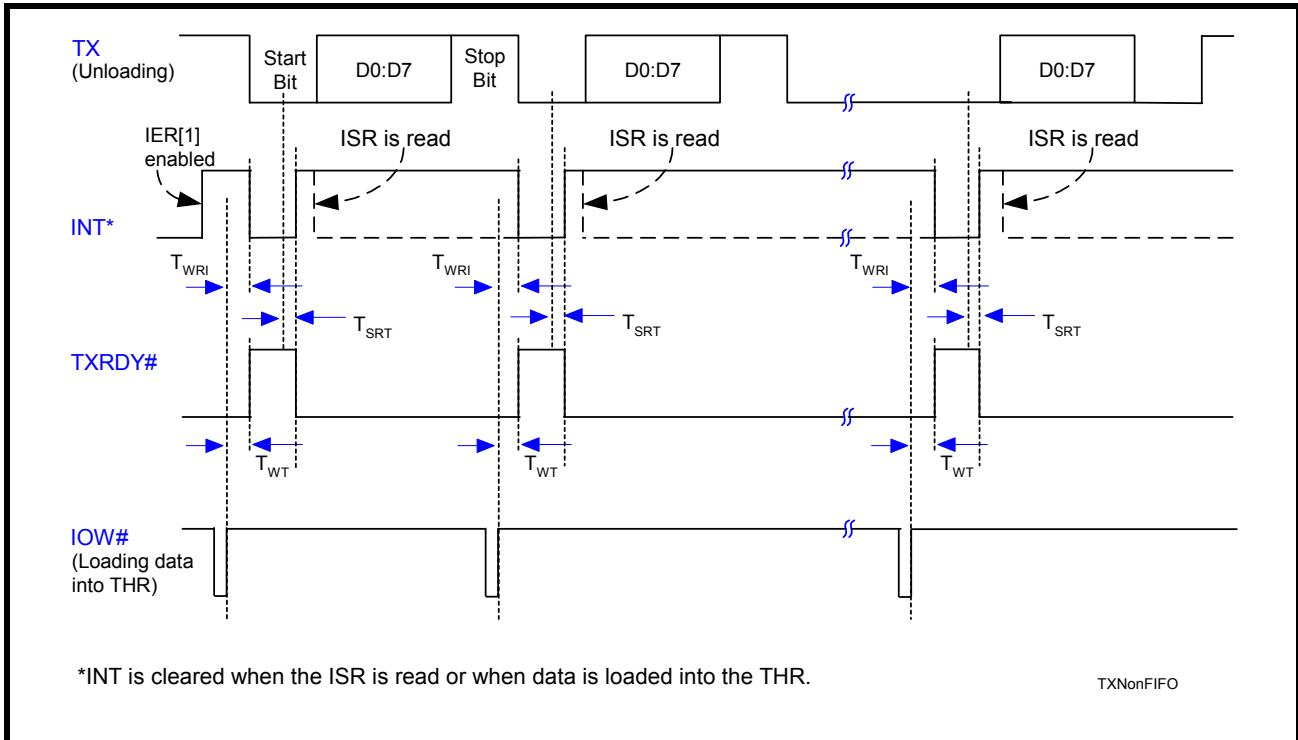 TX
(Unloading)
Start
Bit
D0:D7
Stop
Bit
D0:D7
D0:D7
IER[1]
enabled
ISR is read
ISR is read
ISR is read
INT*
TWRI
TWRI
TWRI
TSRT
TSRT
TSRT
TXRDY#
TWT
TWT
TWT
IOW#
(Loading data
into THR)
*INT is cleared when the ISR is read or when data is loaded into the THR.
TXNonFIFO